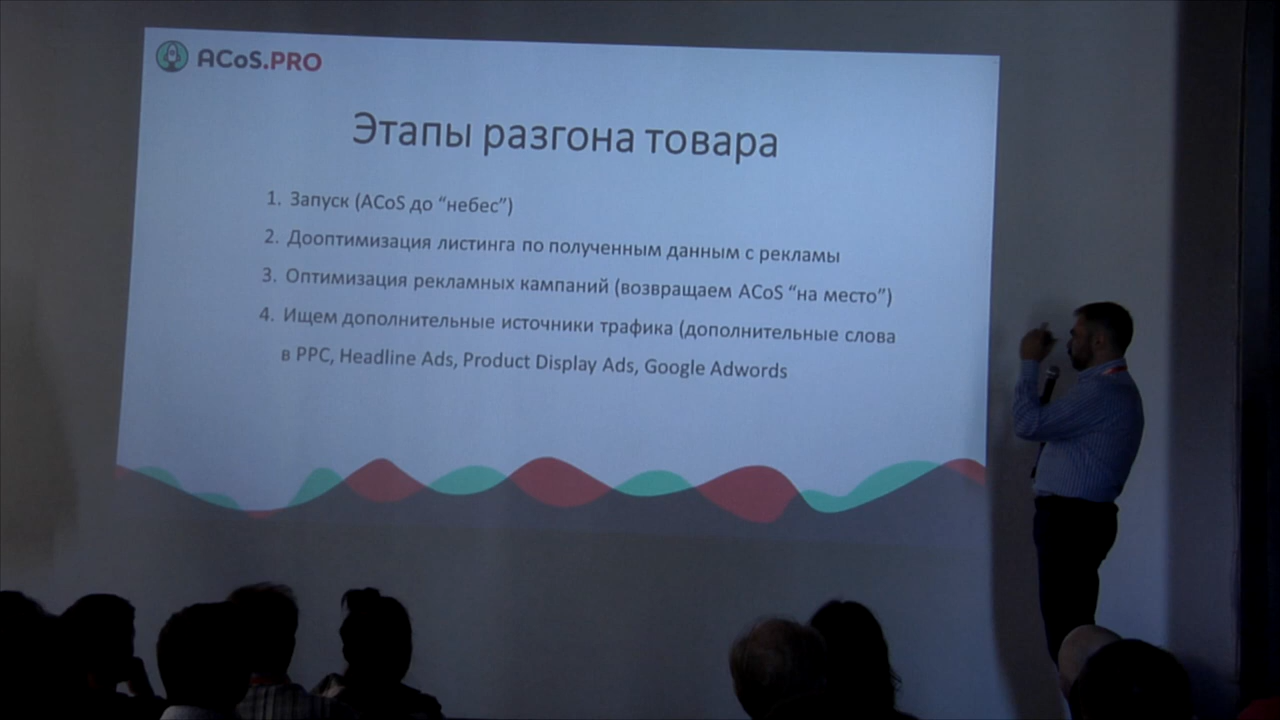 ACoS.PRO
Этапы разгона товара
1. Запуск (ACoS до “небес”)
2. Дооптимизация листинга по полученным данным с рекламы
3. Оптимизация рекламных кампаний (возвращаем ACoS “на место”)
4. Ищем дополнительные источники трафика (дополнительные слова
в PPC, Headline Ads, Product Display Ads, Google Adwords